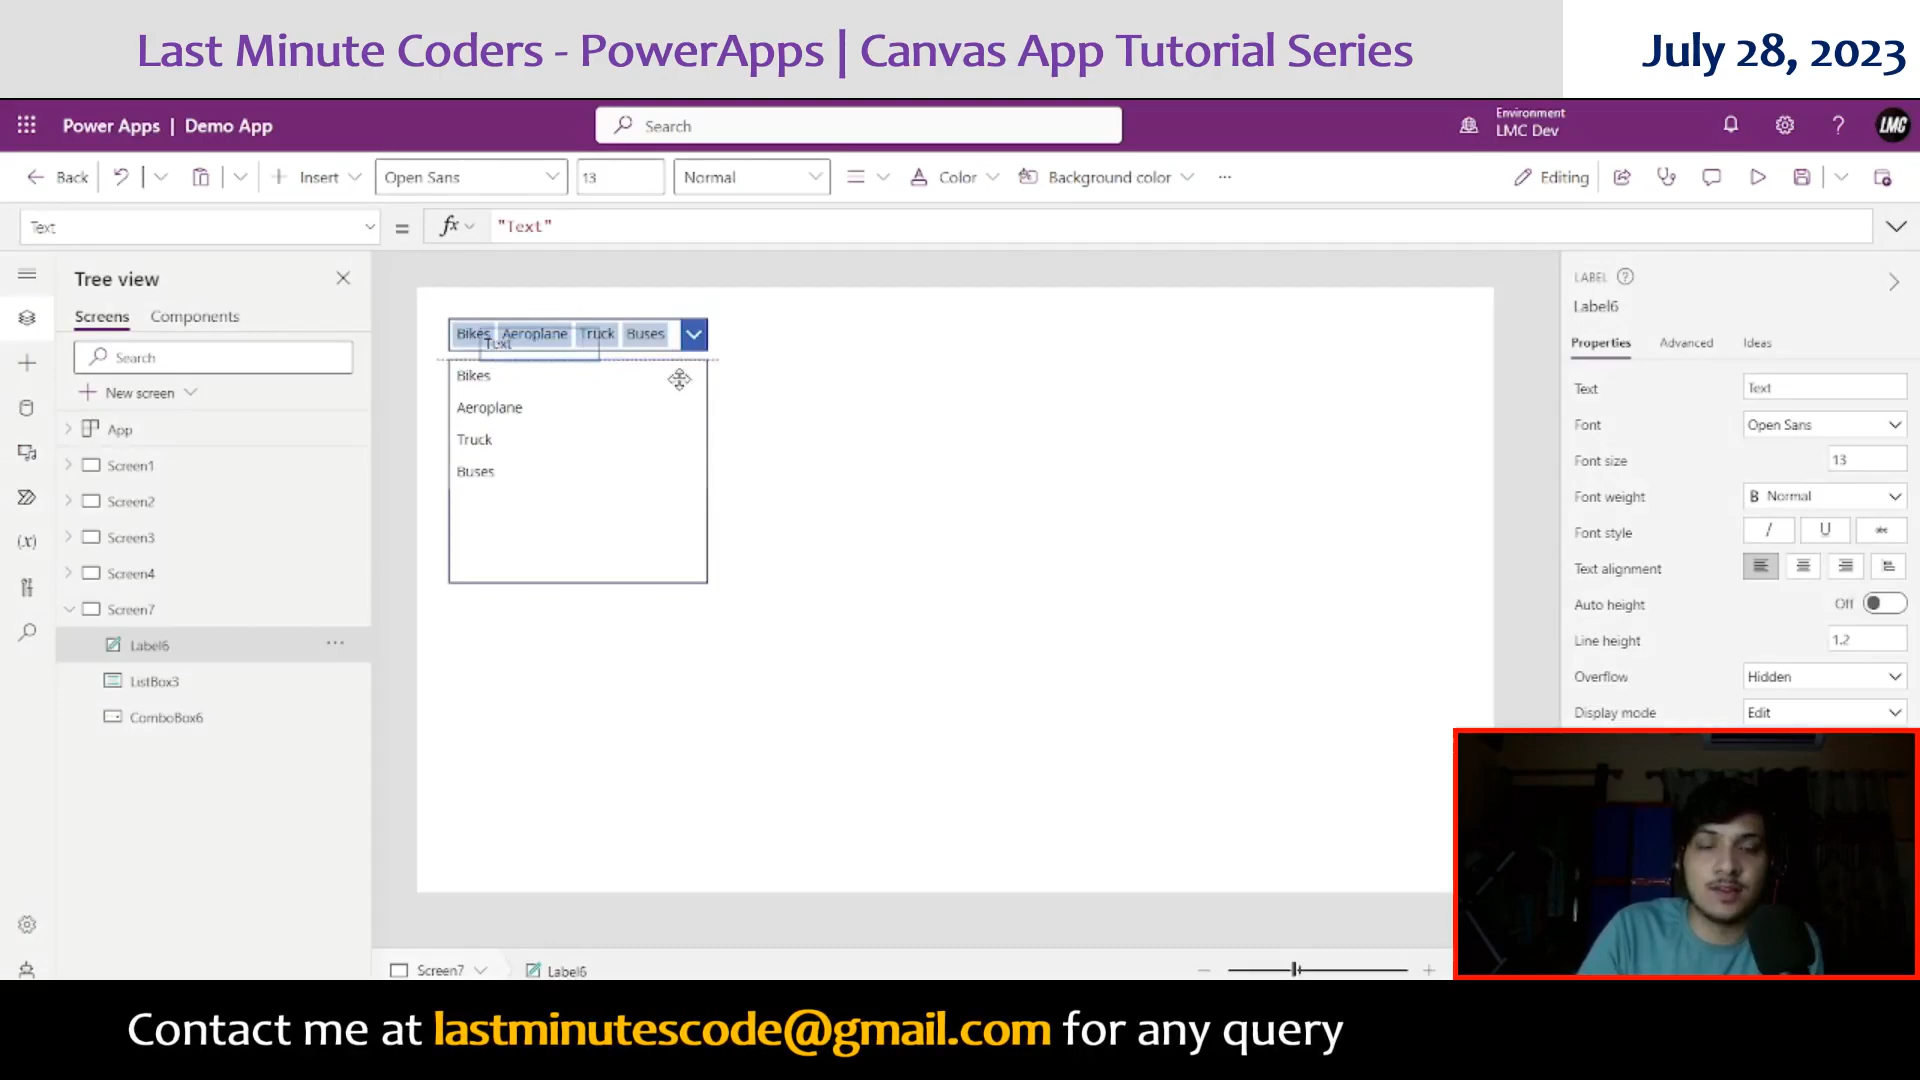 Last Minute Coders - PowerApps | Canvas App Tutorial Series
July 28, 2023
Power Apps | Demo App
Search
Environment
LMC Dev
LMC
Back
Insert
Open Sans
13
Normal
Color
Background color
...
Editing
Text
=
fx
"Text"
Tree view
Screens
Components
Search
New screen
App
Screen1
Screen2
Screen3
Screen4
Screen7
Label6
...
ListBox3
ComboBox6
Bikes Aeroplane Truck Buses
Text
Bikes
Aeroplane
Truck
Buses
LABEL
Label6
Properties
Advanced
Ideas
Text
Text
Font
Open Sans
Font size
13
Font weight
B Normal
Font style
/ U abc
Text alignment
Auto height
Off
Line height
1.2
Overflow
Hidden
Display mode
Edit
Screen7
Label6
Contact me at lastminutescode@gmail.com for any query